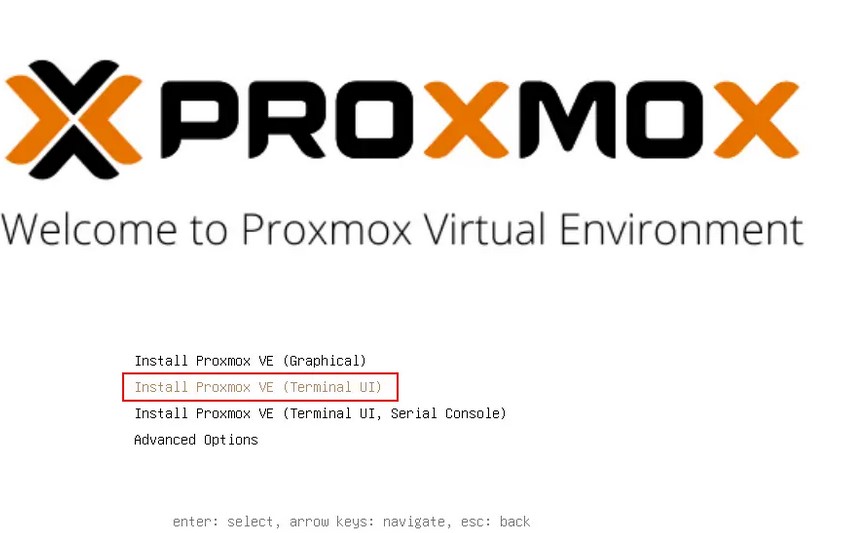 PROXMOX
Welcome to Proxmox Virtual Environment
Install Proxmox VE (Graphical)
Install Proxmox VE (Terminal UI)
Install Proxmox VE (Terminal UI, Serial Console)
Advanced Options
enter: select, arrow keys: navigate, esc: back